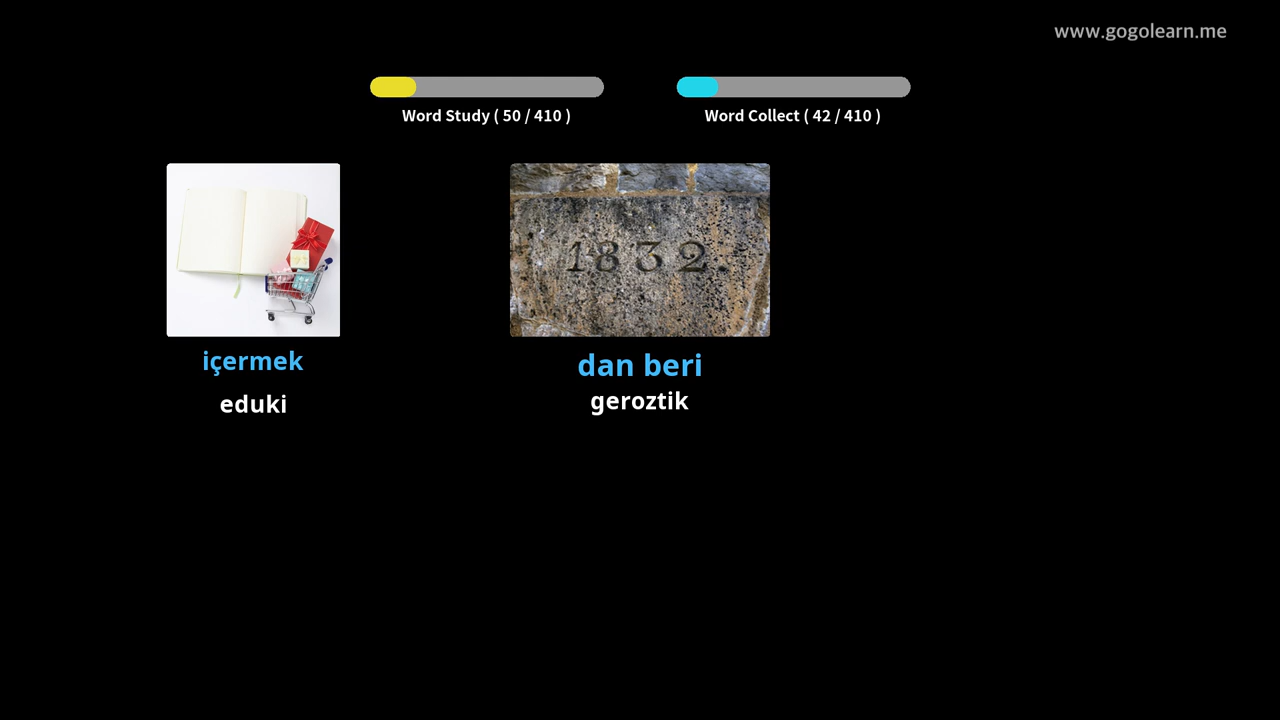 www.gogolearn.me
Word Study ( 50 / 410 )
Word Collect ( 42 / 410 )
1832.
içermek
eduki
dan beri
geroztik